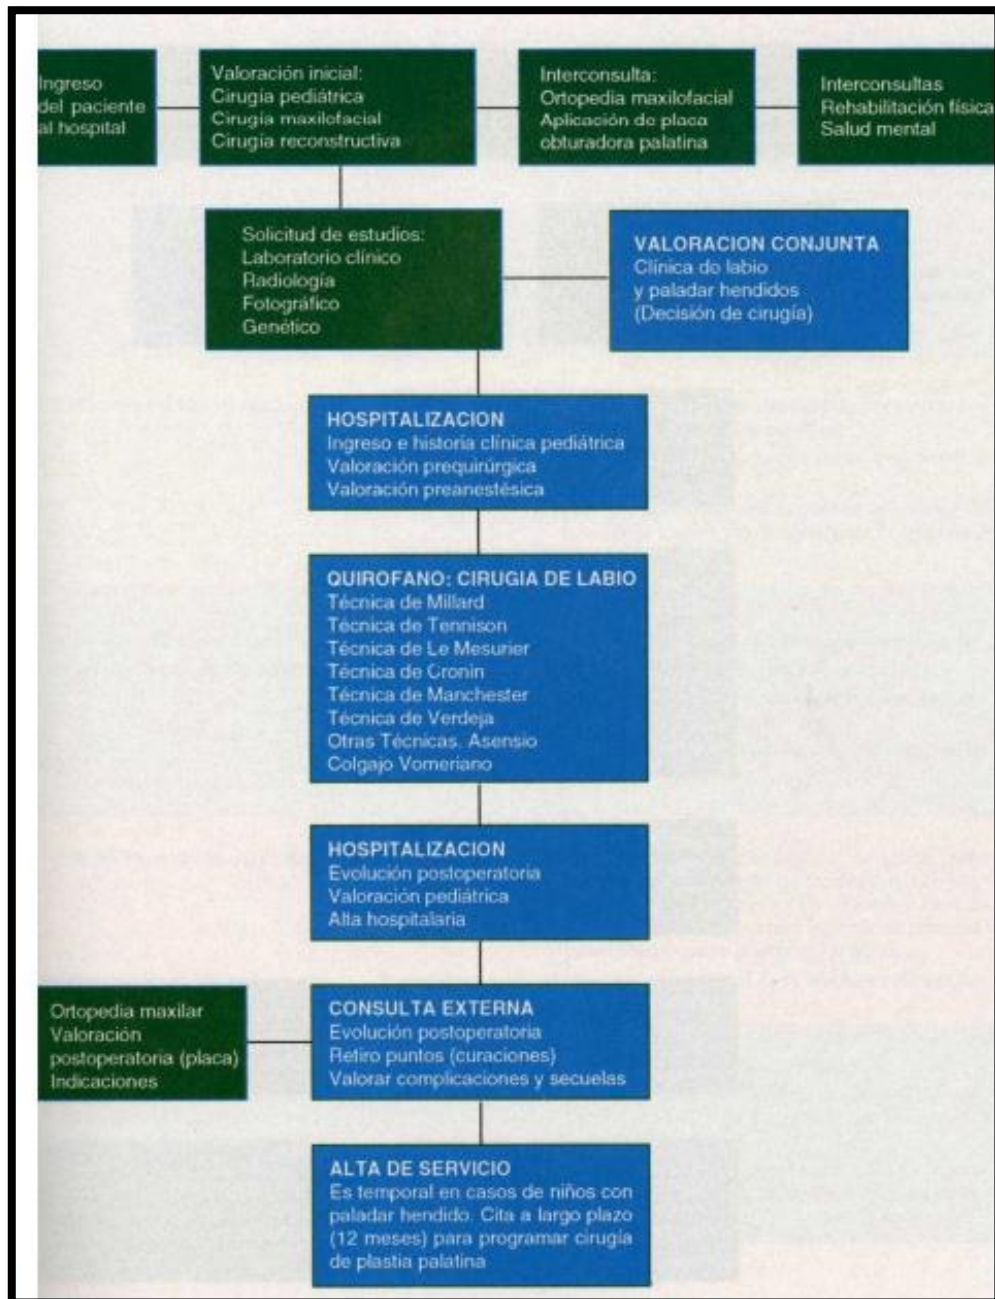 Ingreso
del paciente
al hospital
Valoración inicial:
Cirugía pediátrica
Cirugía maxilofacial
Cirugía reconstructiva
Interconsulta:
Ortopedia maxilofacial
Aplicación de placa
obturadora palatina
Interconsultas
Rehabilitación física
Salud mental
Solicitud de estudios:
Laboratorio clínico
Radiología
Fotográfico
Genético
VALORACION CONJUNTA
Clínica de labio
y paladar hendidos
(Decisión de cirugía)
HOSPITALIZACION
Ingreso e historia clínica pediátrica
Valoración prequirúrgica
Valoración preanestésica
QUIROFANO: CIRUGIA DE LABIO
Técnica de Millard
Técnica de Tennison
Técnica de Le Mesurier
Técnica de Cronin
Técnica de Manchester
Técnica de Verdeja
Otras Técnicas. Asensio
Colgajo Vomeriano
HOSPITALIZACION
Evolución postoperatoria
Valoración pediátrica
Alta hospitalaria
Ortopedia maxilar
Valoración
postoperatoria (placa)
Indicaciones
CONSULTA EXTERNA
Evolución postoperatoria
Retiro puntos (curaciones)
Valorar complicaciones y secuelas
ALTA DE SERVICIO
Es temporal en casos de niños con
paladar hendido. Cita a largo plazo
(12 meses) para programar cirugía
de plastia palatina